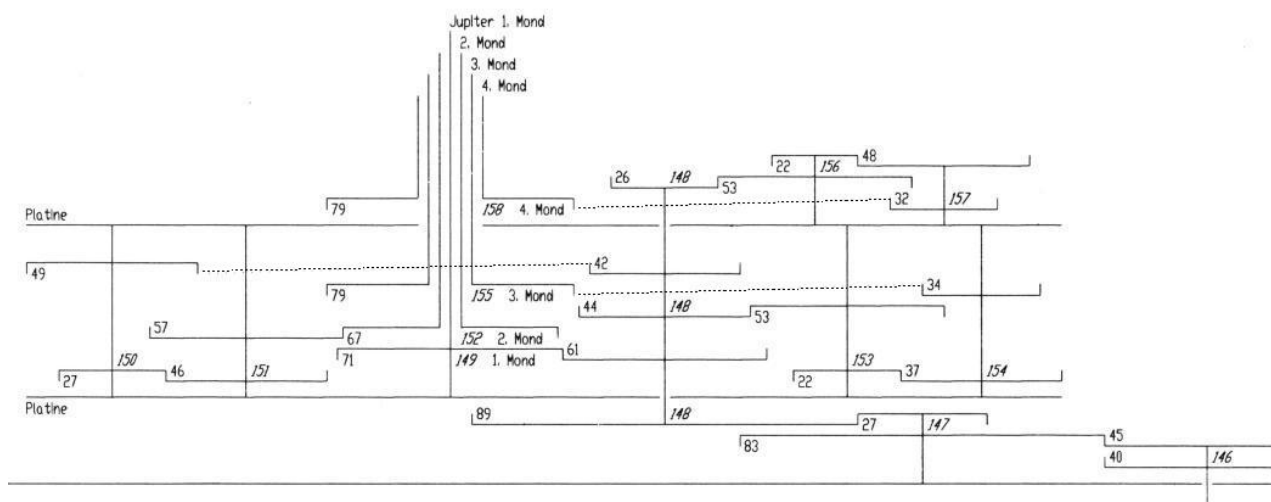 Jupiter 1. Mond
2. Mond
3. Mond
4. Mond
22 156 48
26 148 53
79 158 4. Mond 32 157
Platine
49 42
79 155 3. Mond 44 148 53 34
57 67 152 2. Mond
71 149 1. Mond 61
27 150 46 151 22 153 37 154
Platine
89 148 27 147
83 45
40 146